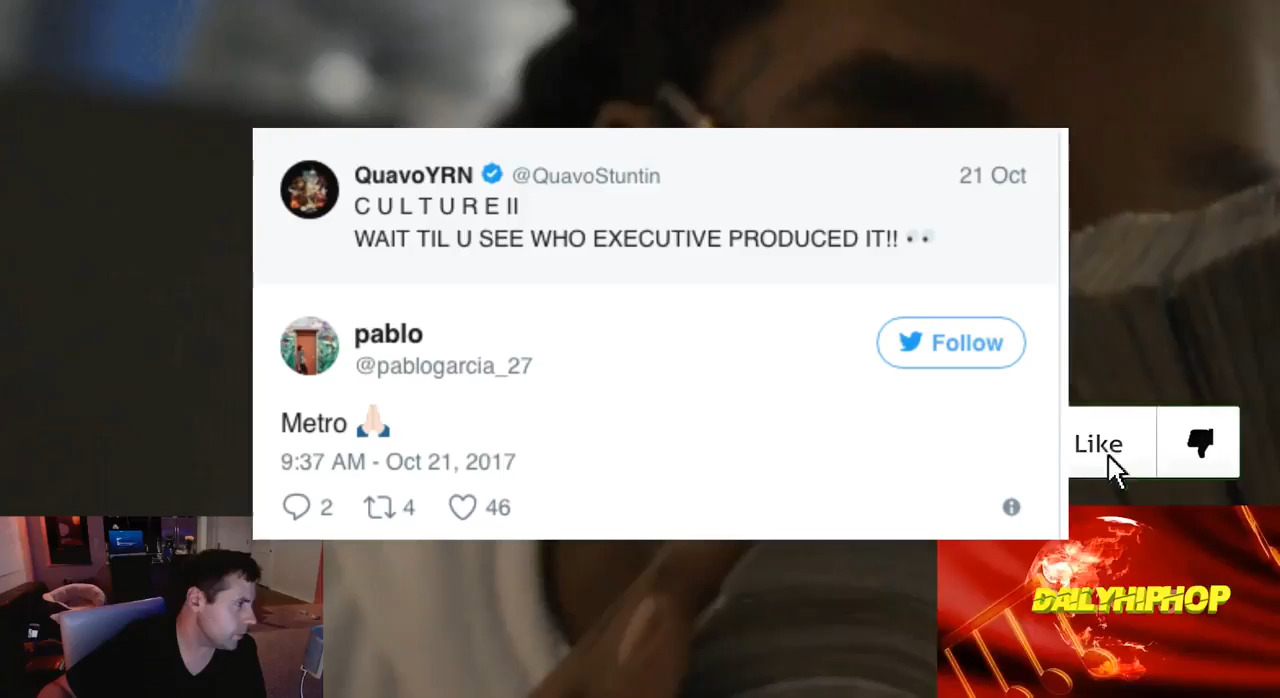 QuavoYRN @QuavoStuntin 21 Oct
C U L T U R E II
WAIT TIL U SEE WHO EXECUTIVE PRODUCED IT!! 👀
pablo
@pablogarcia_27
Follow
Metro 🙏🏻
9:37 AM - Oct 21, 2017
2 4 46
Like
DAILYHIPHOP